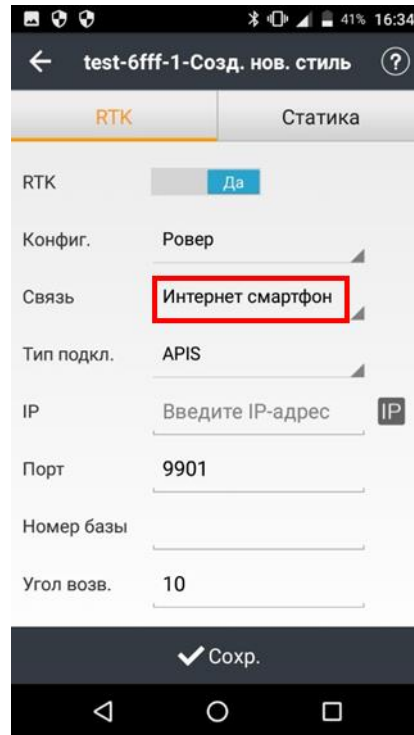 41% 16:34
test-6fff-1-Созд. нов. стиль ?
RTK Статика
RTK Да
Конфиг. Ровер
Связь Интернет смартфон
Тип подкл. APIS
IP Введите IP-адрес IP
Порт 9901
Номер базы
Угол возв. 10
Сохр.